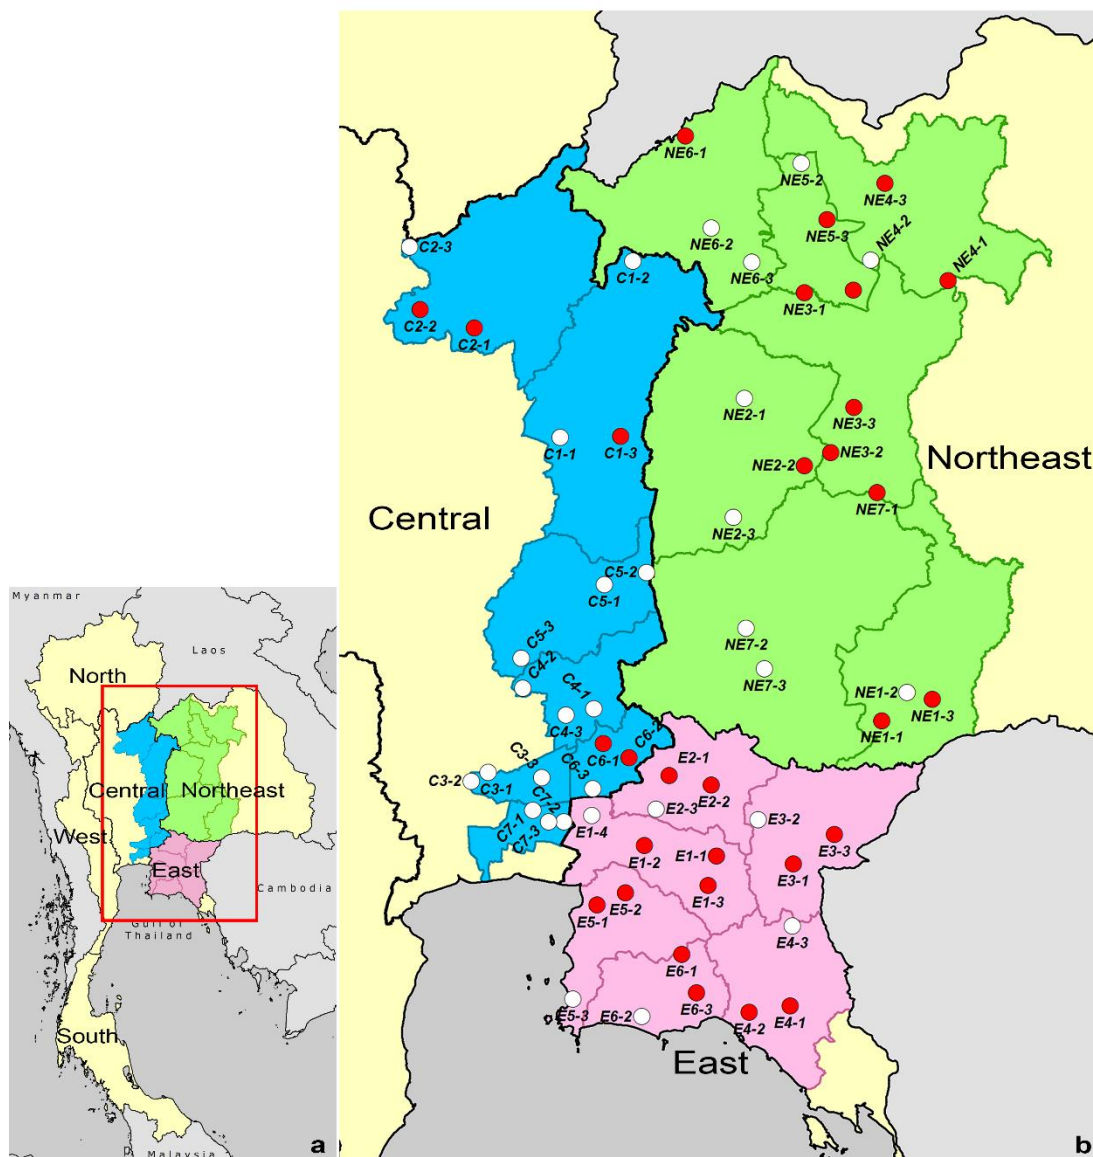 Myanmar
Laos
North
Central
Northeast
West
East
Cambodia
Gulf of
Thailand
South
Malaysia
a
NE6-1
NE5-2
NE4-3
NE5-3
NE4-2
NE6-2
NE4-1
C2-3
C1-2
NE6-3
NE3-1
C2-2
C2-1
NE2-1
NE3-3
C1-1
C1-3
NE3-2
NE2-2
Northeast
NE7-1
Central
NE2-3
C5-2
C5-1
C5-3
NE7-2
C4-2
NE7-3
C4-1
NE1-2
NE1-3
C4-3
NE1-1
C6-2
C6-1
E2-1
C3-3
C6-3
C3-2
C3-1
E2-2
C7-2
E2-3
C7-1
E3-2
C7-3
E1-4
E3-3
E1-2
E1-1
E3-1
E1-3
E5-2
E5-1
E4-3
E6-1
E6-3
E5-3
E6-2
E4-2
E4-1
East
b